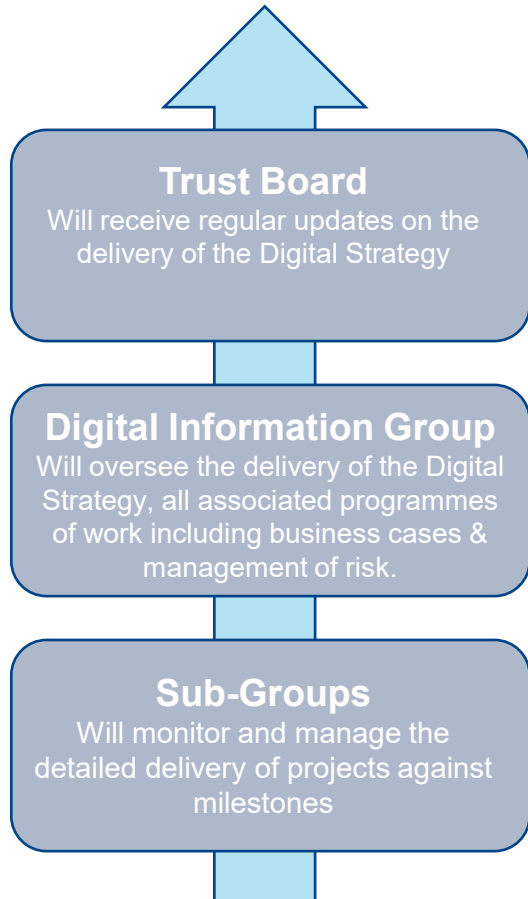 Trust Board
Will receive regular updates on the
delivery of the Digital Strategy
Digital Information Group
Will oversee the delivery of the Digital
Strategy, all associated programmes
of work including business cases &
management of risk.
Sub-Groups
Will monitor and manage the
detailed delivery of projects against
milestones